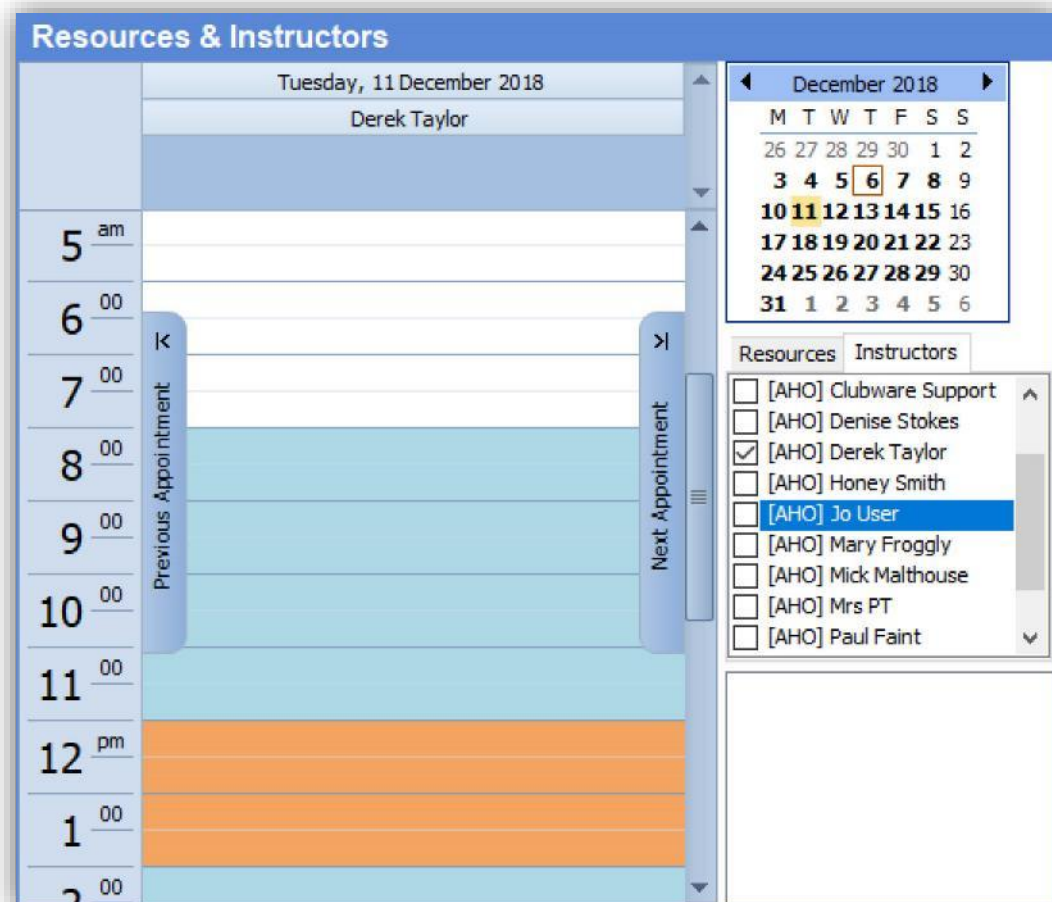 Resources & Instructors
Tuesday, 11 December 2018
Derek Taylor
5 am
6 00
7 00
8 00
9 00
10 00
11 00
12 pm
1 00
2 00
Previous Appointment
Next Appointment
December 2018
M T W T F S S
26 27 28 29 30 1 2
3 4 5 6 7 8 9
10 11 12 13 14 15 16
17 18 19 20 21 22 23
24 25 26 27 28 29 30
31 1 2 3 4 5 6
Resources Instructors
[AHO] Clubware Support
[AHO] Denise Stokes
[AHO] Derek Taylor
[AHO] Honey Smith
[AHO] Jo User
[AHO] Mary Froggly
[AHO] Mick Malthouse
[AHO] Mrs PT
[AHO] Paul Faint